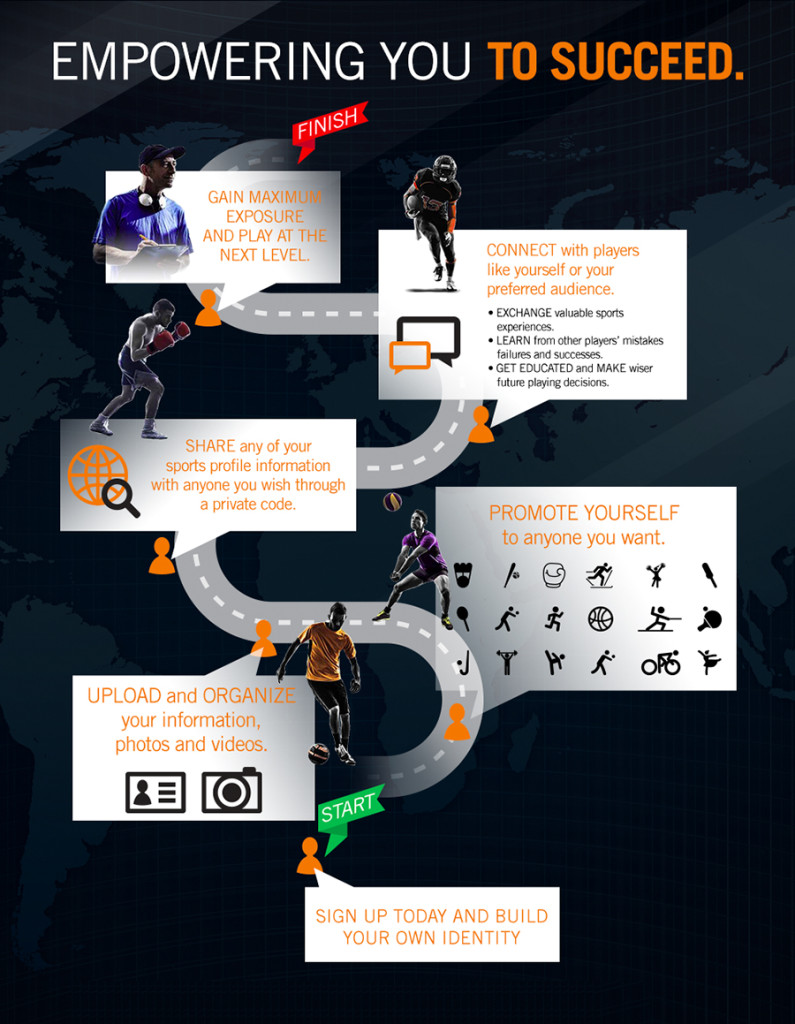 EMPOWERING YOU TO SUCCEED.
FINISH
GAIN MAXIMUM
EXPOSURE
AND PLAY AT THE
NEXT LEVEL.
CONNECT with players
like yourself or your
preferred audience.
• EXCHANGE valuable sports
experiences.
• LEARN from other players' mistakes
failures and successes.
• GET EDUCATED and MAKE wiser
future playing decisions.
SHARE any of your
sports profile information
with anyone you wish through
a private code.
PROMOTE YOURSELF
to anyone you want.
UPLOAD and ORGANIZE
your information,
photos and videos.
START
SIGN UP TODAY AND BUILD
YOUR OWN IDENTITY